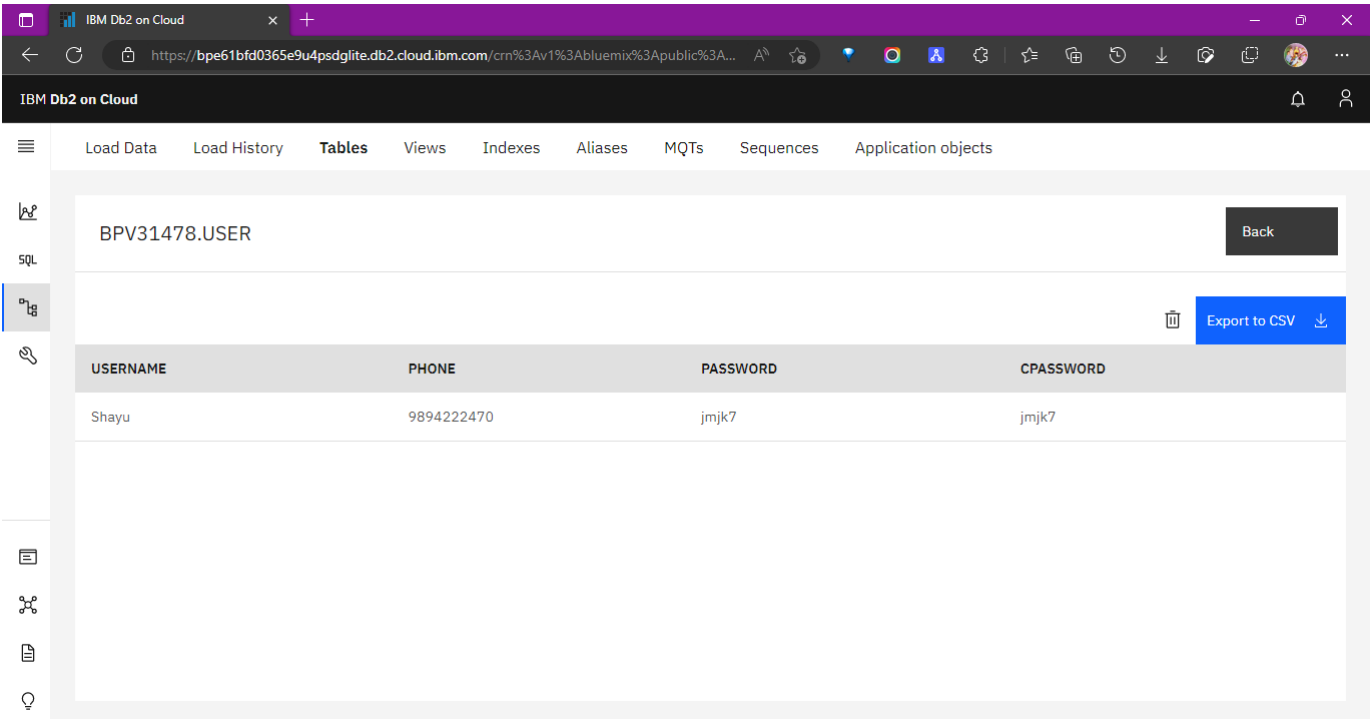 IBM Db2 on Cloud
https://bpe61bfd0365e9u4psdglite.db2.cloud.ibm.com/crn%3Av1%3Abluemix%3Apublic%3A...
IBM Db2 on Cloud
Load Data Load History Tables Views Indexes Aliases MQTs Sequences Application objects
BPV31478.USER
Back
SQL
Export to CSV
USERNAME PHONE PASSWORD CPASSWORD
Shayu 9894222470 jmjk7 jmjk7